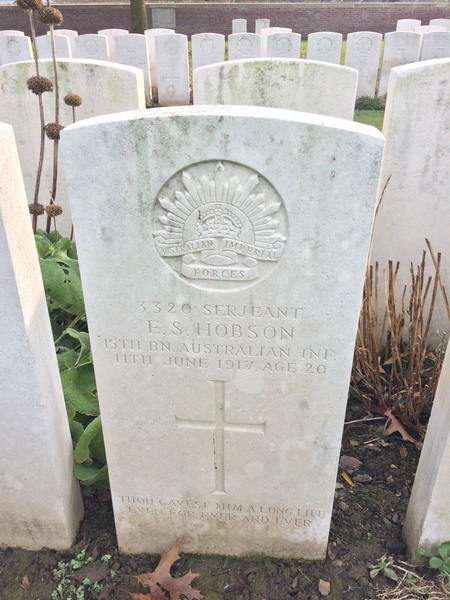 AUSTRALIAN IMPERIAL
FORCES
3320 SERJEANT
E. S. HOBSON
15TH BN. AUSTRALIAN INF.
11TH JUNE 1917 AGE 20
THOU GAVEST HIM A LONG LIFE
EVEN FOR EVER AND EVER